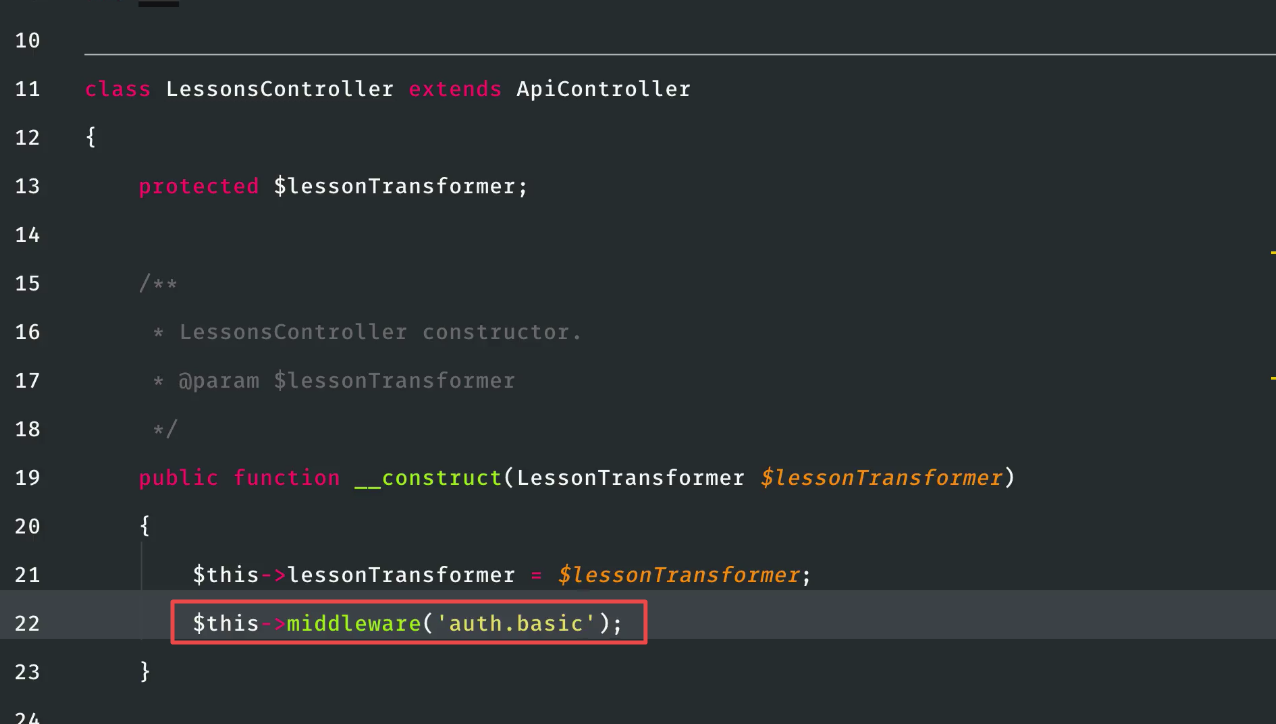 10
11 class LessonsController extends ApiController
12 {
13 protected $lessonTransformer;
14
15 /**
16 * LessonsController constructor.
17 * @param $lessonTransformer
18 */
19 public function __construct(LessonTransformer $lessonTransformer)
20 {
21 $this->lessonTransformer = $lessonTransformer;
22 $this->middleware('auth.basic');
23 }
24